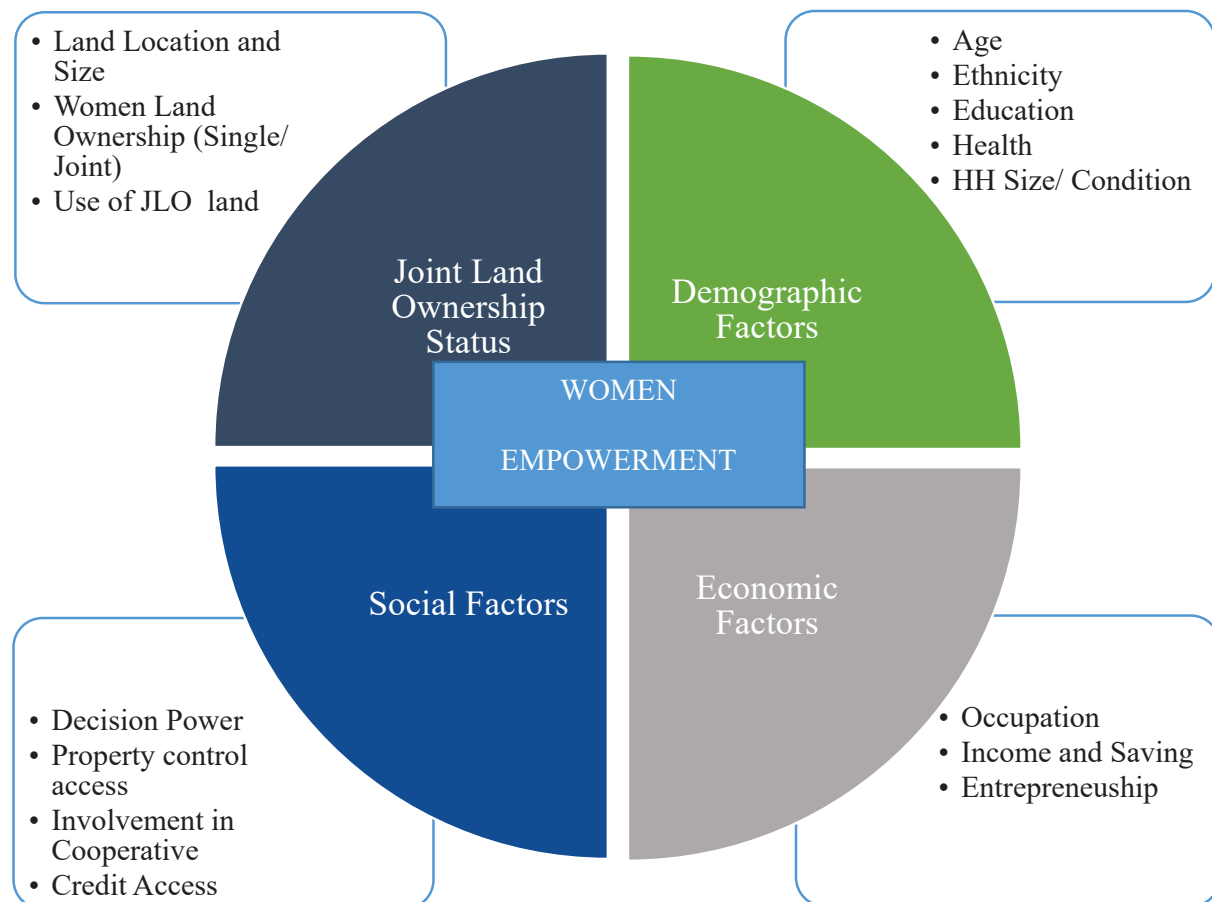 • Land Location and
Size
• Women Land
Ownership (Single/
Joint)
• Use of JLO land
• Age
• Ethnicity
• Education
• Health
• HH Size/ Condition
Joint Land
Ownership
Status
Demographic
Factors
WOMEN
EMPOWERMENT
Social Factors
Economic
Factors
• Decision Power
• Property control
access
• Involvement in
Cooperative
• Credit Access
• Occupation
• Income and Saving
• Entrepreneuship